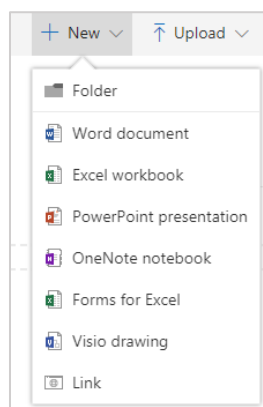 New Upload
Folder
Word document
Excel workbook
PowerPoint presentation
OneNote notebook
Forms for Excel
Visio drawing
Link